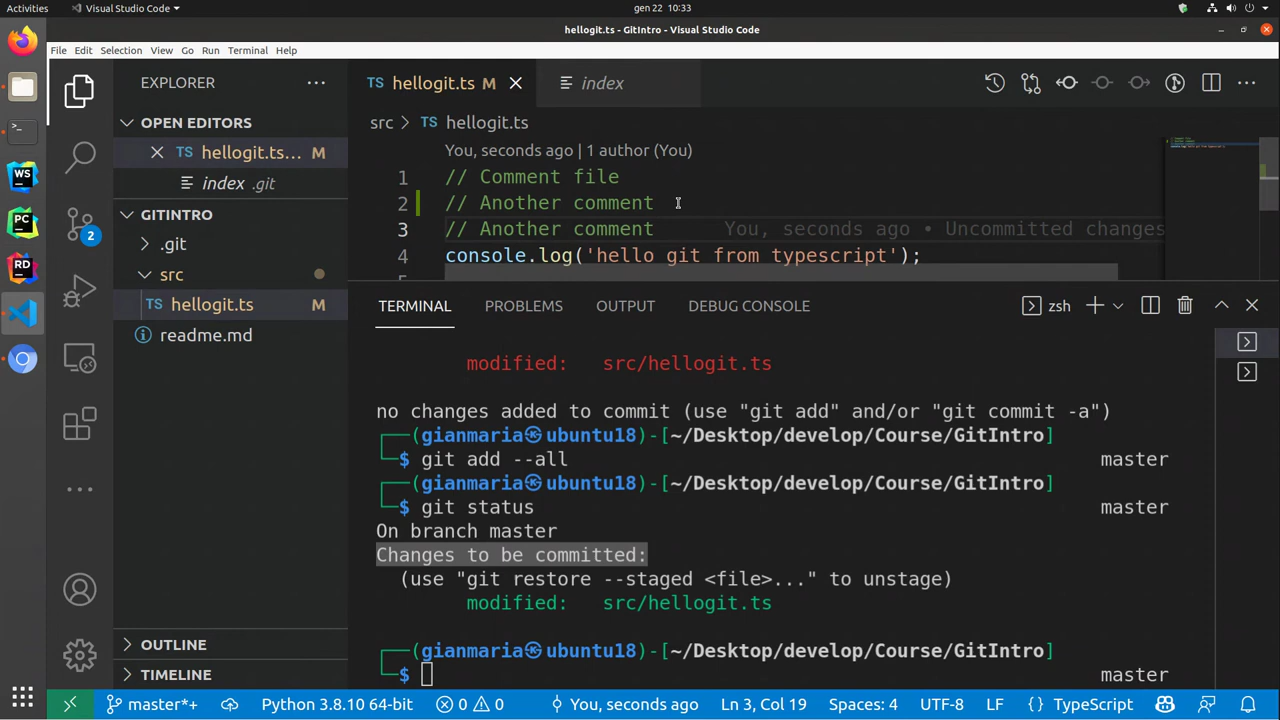 Activities
Visual Studio Code
gen 22 10:33
hellogit.ts - GitIntro - Visual Studio Code
File Edit Selection View Go Run Terminal Help
EXPLORER
OPEN EDITORS
TS hellogit.ts... M
index .git
GITINTRO
.git
src
TS hellogit.ts M
readme.md
OUTLINE
TIMELINE
WS
PC
RD
2
TS hellogit.ts M
index
src > TS hellogit.ts
You, seconds ago | 1 author (You)
1 // Comment file
2 // Another comment
3 // Another comment You, seconds ago • Uncommitted changes
4 console.log('hello git from typescript');
TERMINAL PROBLEMS OUTPUT DEBUG CONSOLE
zsh
modified: src/hellogit.ts
no changes added to commit (use "git add" and/or "git commit -a")
(gianmaria㉿ubuntu18)-[~/Desktop/develop/Course/GitIntro]
$ git add --all master
(gianmaria㉿ubuntu18)-[~/Desktop/develop/Course/GitIntro]
$ git status master
On branch master
Changes to be committed:
(use "git restore --staged <file>..." to unstage)
modified: src/hellogit.ts
(gianmaria㉿ubuntu18)-[~/Desktop/develop/Course/GitIntro]
$ master
master*+ Python 3.8.10 64-bit 0 0 You, seconds ago Ln 3, Col 19 Spaces: 4 UTF-8 LF {} TypeScript